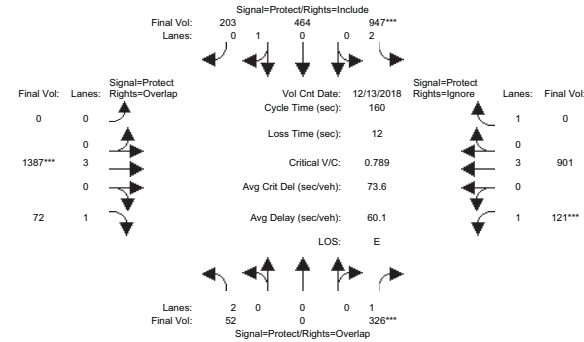 Signal=Protect/Rights=Include
Final Vol: 203 464 947***
Lanes: 0 1 0 0 2
Signal=Protect
Final Vol: Lanes: Rights=Overlap
Vol Cnt Date: 12/13/2018
Signal=Protect
Rights=Ignore Lanes: Final Vol:
Cycle Time (sec): 160
0 0
1 0
Loss Time (sec): 12
0
0
1387*** 3
Critical V/C: 0.789
3 901
0
Avg Crit Del (sec/veh): 73.6
0
72 1
Avg Delay (sec/veh): 60.1
1 121***
LOS: E
Lanes: 2 0 0 0 1
Final Vol: 52 0 326***
Signal=Protect/Rights=Overlap